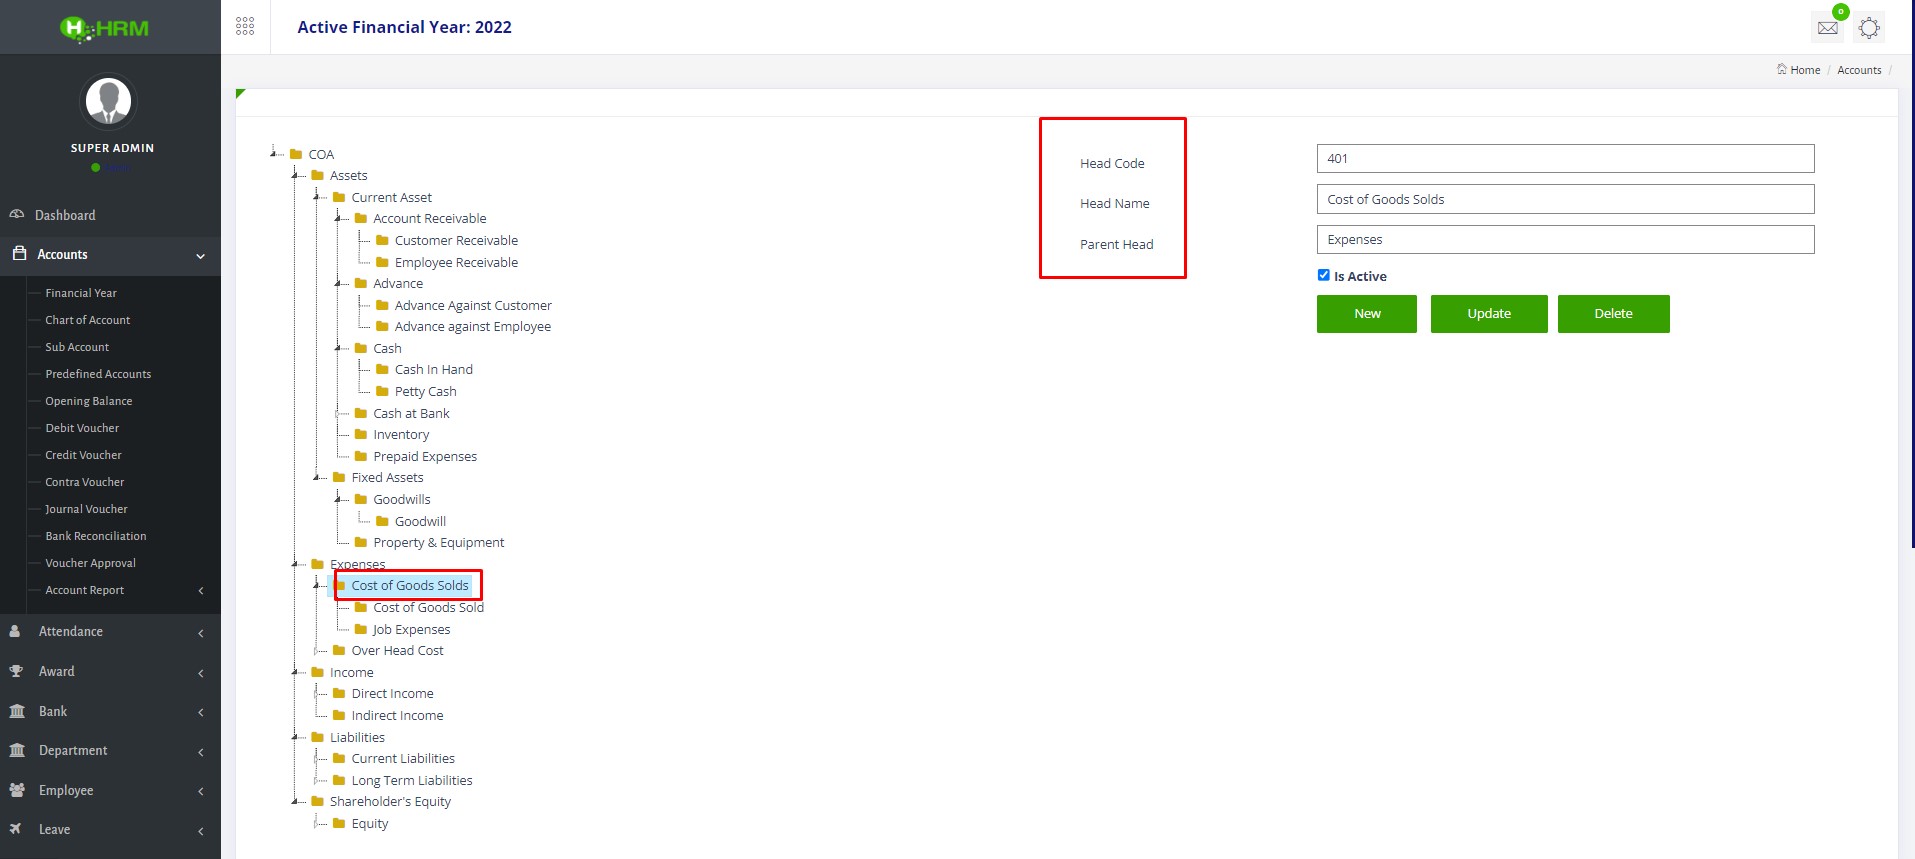 HRM
SUPER ADMIN
Dashboard
Accounts
Financial Year
Chart of Account
Sub Account
Predefined Accounts
Opening Balance
Debit Voucher
Credit Voucher
Contra Voucher
Journal Voucher
Bank Reconciliation
Voucher Approval
Account Report
Attendance
Award
Bank
Department
Employee
Leave
Active Financial Year: 2022
0
Home / Accounts /
COA
Assets
Current Asset
Account Receivable
Customer Receivable
Employee Receivable
Advance
Advance Against Customer
Advance against Employee
Cash
Cash In Hand
Petty Cash
Cash at Bank
Inventory
Prepaid Expenses
Fixed Assets
Goodwills
Goodwill
Property & Equipment
Expenses
Cost of Goods Solds
Cost of Goods Sold
Job Expenses
Over Head Cost
Income
Direct Income
Indirect Income
Liabilities
Current Liabilities
Long Term Liabilities
Shareholder's Equity
Equity
Head Code 401
Head Name Cost of Goods Solds
Parent Head Expenses
Is Active
New Update Delete